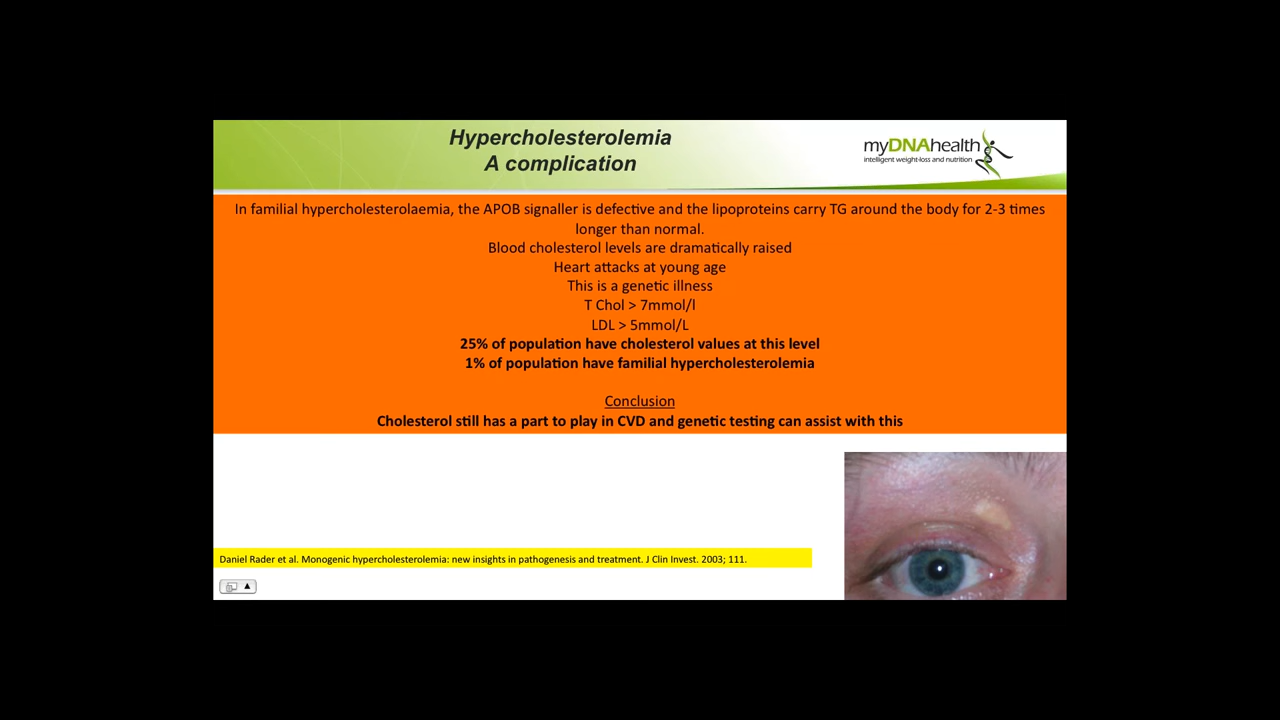 Hypercholesterolemia
A complication
myDNAhealth
intelligent weight-loss and nutrition
In familial hypercholesterolaemia, the APOB signaller is defective and the lipoproteins carry TG around the body for 2-3 times
longer than normal.
Blood cholesterol levels are dramatically raised
Heart attacks at young age
This is a genetic illness
T Chol > 7mmol/l
LDL > 5mmol/L
25% of population have cholesterol values at this level
1% of population have familial hypercholesterolemia
Conclusion
Cholesterol still has a part to play in CVD and genetic testing can assist with this
Daniel Rader et al. Monogenic hypercholesterolemia: new insights in pathogenesis and treatment. J Clin Invest. 2003; 111.